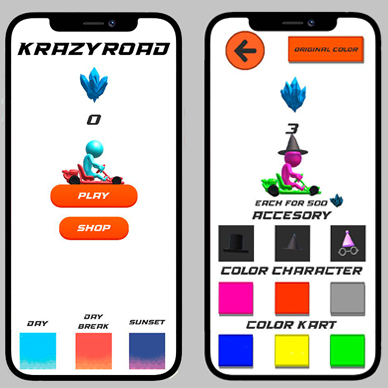 KRAZYROAD
0
PLAY
SHOP
DAY
DAY BREAK
SUNSET
ORIGINAL COLOR
3
EACH FOR 500
ACCESORY
COLOR CHARACTER
COLOR KART